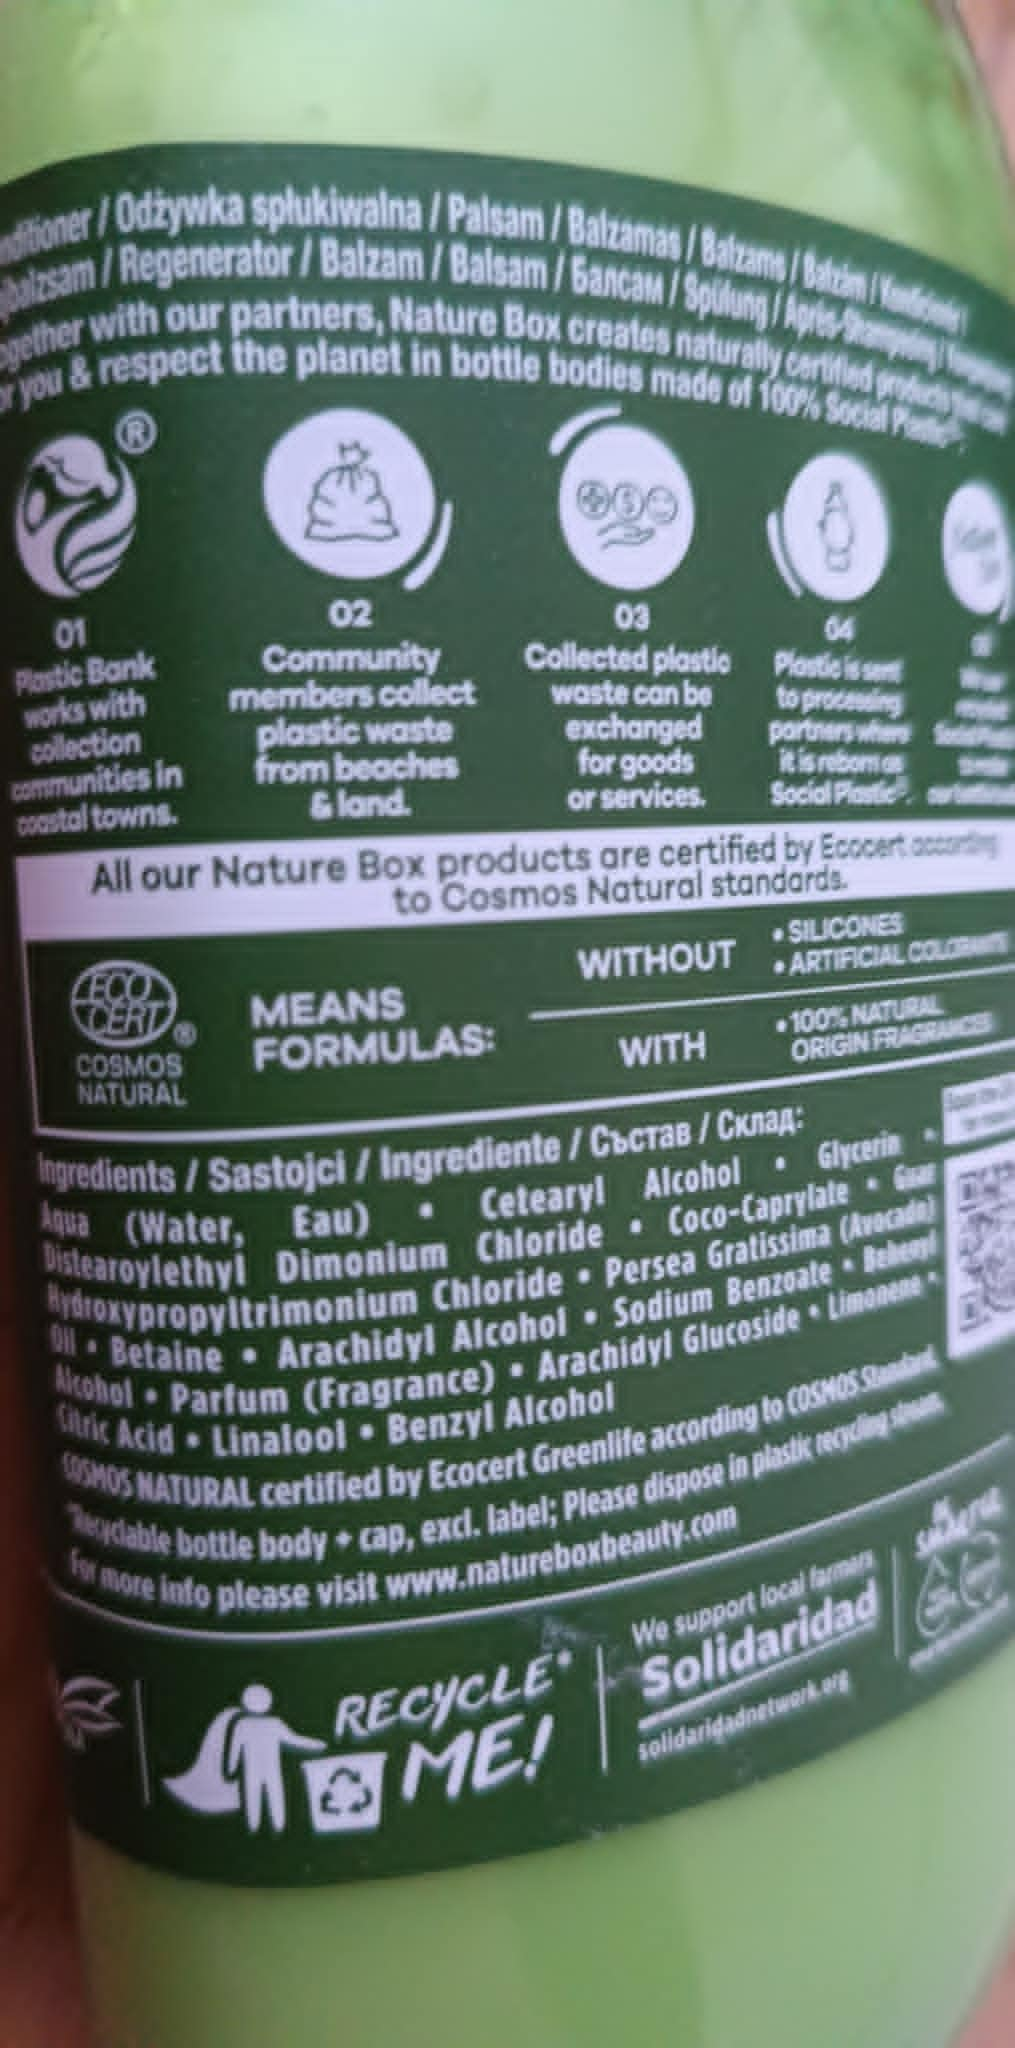 / Odżywka spłukiwalna / Palsam / Balzamas / Balzams / Balzám /
/ Regenerator / Balzam / Balsam / Балсам / Spülung / Après-Shampooing /
with our partners, Nature Box creates naturally certified products that
you & respect the planet in bottle bodies made of 100% Social Plastic®.
®
01
Plastic Bank
works with
collection
communities in
coastal towns.
02
Community
members collect
plastic waste
from beaches
& land.
03
Collected plastic
waste can be
exchanged
for goods
or services.
04
Plastic is sent
to processing
partners where
it is reborn as
Social Plastic®.
All our Nature Box products are certified by Ecocert according
to Cosmos Natural standards.
ECO
CERT®
COSMOS
NATURAL
MEANS
FORMULAS:
WITHOUT
• SILICONES
• ARTIFICIAL COLORANTS
WITH
• 100% NATURAL
ORIGIN FRAGRANCES
Ingredients / Sastojci / Ingrediente / Състав / Склад:
Aqua (Water, Eau) • Cetearyl Alcohol • Glycerin •
Distearoylethyl Dimonium Chloride • Coco-Caprylate • Guar
Hydroxypropyltrimonium Chloride • Persea Gratissima (Avocado)
Oil • Betaine • Arachidyl Alcohol • Sodium Benzoate • Behenyl
Alcohol • Parfum (Fragrance) • Arachidyl Glucoside • Limonene •
Citric Acid • Linalool • Benzyl Alcohol
COSMOS NATURAL certified by Ecocert Greenlife according to COSMOS Standard.
*Recyclable bottle body + cap, excl. label; Please dispose in plastic recycling stream.
For more info please visit www.natureboxbeauty.com
RECYCLE*
ME!
We support local farmers
Solidaridad
solidaridadnetwork.org